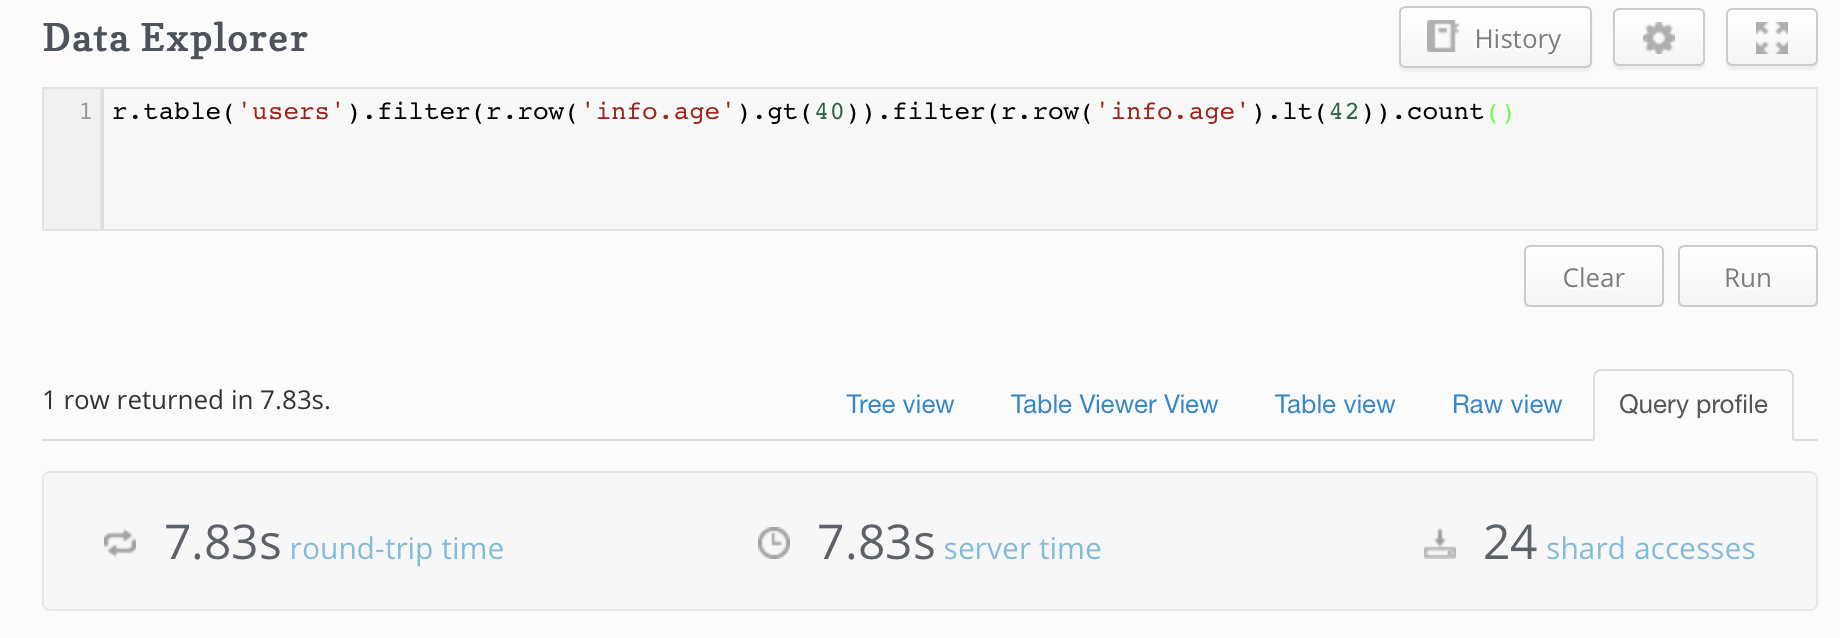 Data Explorer
History
1 r.table('users').filter(r.row('info.age').gt(40)).filter(r.row('info.age').lt(42)).count()
Clear Run
1 row returned in 7.83s.
Tree view Table Viewer View Table view Raw view Query profile
7.83s round-trip time 7.83s server time 24 shard accesses